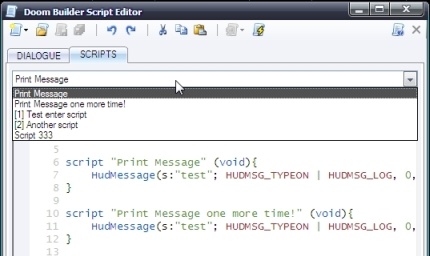 Doom Builder Script Editor
DIALOGUE
SCRIPTS
Print Message
Print Message
Print Message one more time!
[1] Test enter script
[2] Another script
Script 333
5
6 script "Print Message" (void){
7 HudMessage(s:"test"; HUDMSG_TYPEON | HUDMSG_LOG, 0,
8 }
9
10 script "Print Message one more time!" (void){
11 HudMessage(s:"test"; HUDMSG_TYPEON | HUDMSG_LOG, 0,
12 }
13